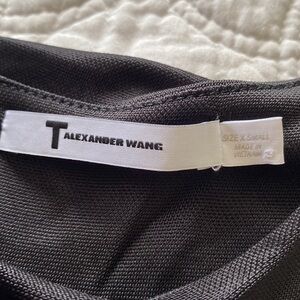 T ALEXANDER WANG
SIZE X SMALL
MADE IN
VIETNAM